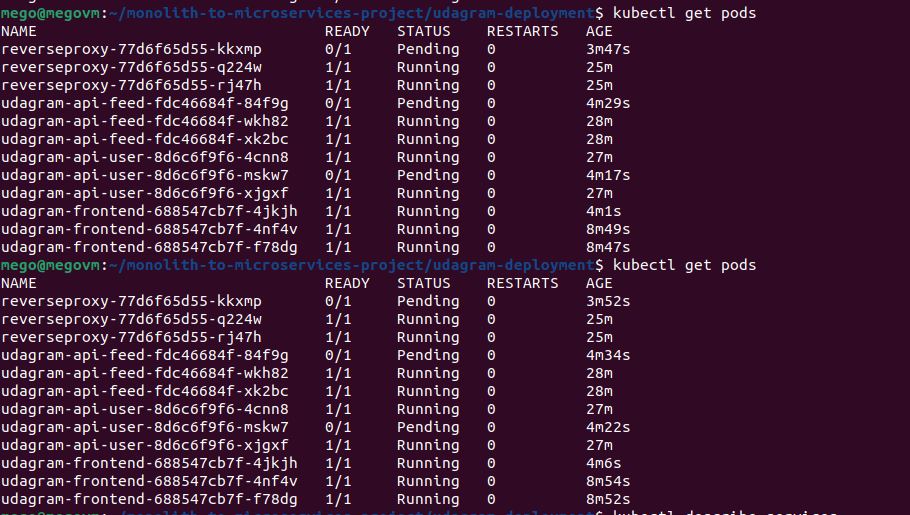 mego@megovm:~/monolith-to-microservices-project/udagram-deployment$ kubectl get pods
NAME READY STATUS RESTARTS AGE
reverseproxy-77d6f65d55-kkxmp 0/1 Pending 0 3m47s
reverseproxy-77d6f65d55-q224w 1/1 Running 0 25m
reverseproxy-77d6f65d55-rj47h 1/1 Running 0 25m
udagram-api-feed-fdc46684f-84f9g 0/1 Pending 0 4m29s
udagram-api-feed-fdc46684f-wkh82 1/1 Running 0 28m
udagram-api-feed-fdc46684f-xk2bc 1/1 Running 0 28m
udagram-api-user-8d6c6f9f6-4cnn8 1/1 Running 0 27m
udagram-api-user-8d6c6f9f6-mskw7 0/1 Pending 0 4m17s
udagram-api-user-8d6c6f9f6-xjgxf 1/1 Running 0 27m
udagram-frontend-688547cb7f-4jkjh 1/1 Running 0 4m1s
udagram-frontend-688547cb7f-4nf4v 1/1 Running 0 8m49s
udagram-frontend-688547cb7f-f78dg 1/1 Running 0 8m47s
mego@megovm:~/monolith-to-microservices-project/udagram-deployment$ kubectl get pods
NAME READY STATUS RESTARTS AGE
reverseproxy-77d6f65d55-kkxmp 0/1 Pending 0 3m52s
reverseproxy-77d6f65d55-q224w 1/1 Running 0 25m
reverseproxy-77d6f65d55-rj47h 1/1 Running 0 25m
udagram-api-feed-fdc46684f-84f9g 0/1 Pending 0 4m34s
udagram-api-feed-fdc46684f-wkh82 1/1 Running 0 28m
udagram-api-feed-fdc46684f-xk2bc 1/1 Running 0 28m
udagram-api-user-8d6c6f9f6-4cnn8 1/1 Running 0 27m
udagram-api-user-8d6c6f9f6-mskw7 0/1 Pending 0 4m22s
udagram-api-user-8d6c6f9f6-xjgxf 1/1 Running 0 27m
udagram-frontend-688547cb7f-4jkjh 1/1 Running 0 4m6s
udagram-frontend-688547cb7f-4nf4v 1/1 Running 0 8m54s
udagram-frontend-688547cb7f-f78dg 1/1 Running 0 8m52s
mego@megovm:~/monolith-to-microservices-project/udagram-deployment$ kubectl describe services